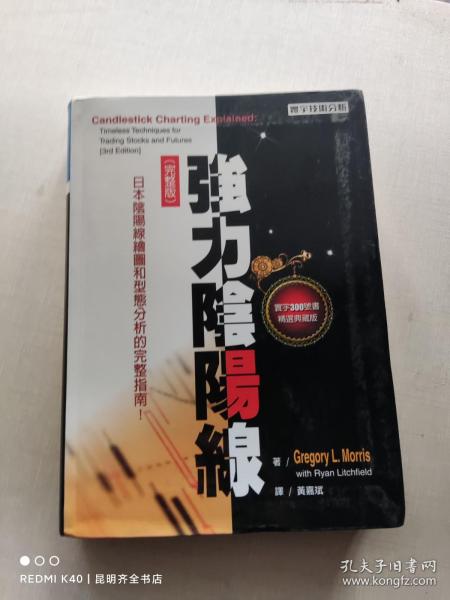 寰宇技術分析
Candlestick Charting Explained:
Timeless Techniques for
Trading Stocks and Futures
[3rd Edition]
《完整版》
強力陰陽線
日本陰陽線繪圖和型態分析的完整指南！
寰宇300號書
精選典藏版
著/Gregory L. Morris
with Ryan Litchfield
譯/黃嘉斌
REDMI K40 | 昆明齐全书店
孔夫子旧书网
www.kongfz.com